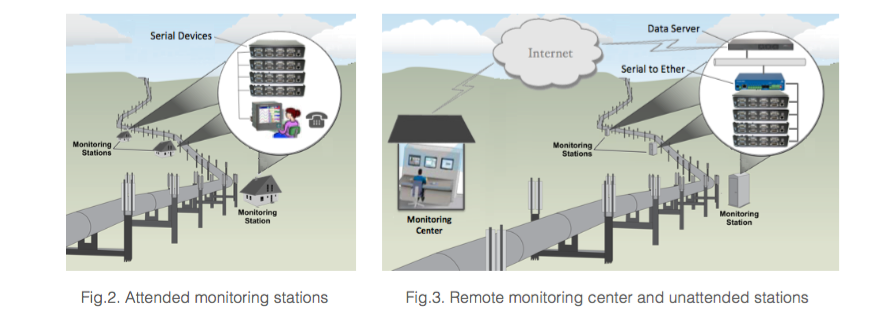 Serial Devices
Monitoring
Stations
Monitoring
Station
Fig.2. Attended monitoring stations
Data Server
Internet
Serial to Ether
Monitoring
Stations
Monitoring
Center
Monitoring
Station
Fig.3. Remote monitoring center and unattended stations